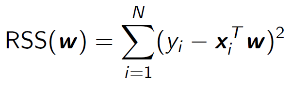 RSS(w) = ∑_{i=1}^{N} (y_i − x_i^T w)^2